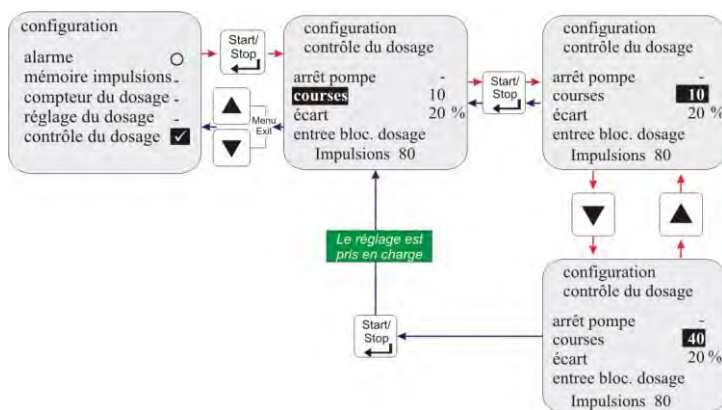 configuration
alarme
mémoire impulsions -
compteur du dosage -
réglage du dosage -
contrôle du dosage
Start/
Stop
Menu
Exit
configuration
contrôle du dosage
arrêt pompe -
courses 10
écart 20 %
entree bloc. dosage
Impulsions 80
Start/
Stop
configuration
contrôle du dosage
arrêt pompe -
courses 10
écart 20 %
entree bloc. dosage
Impulsions 80
Le réglage est
pris en charge
Start/
Stop
configuration
contrôle du dosage
arrêt pompe -
courses 40
écart 20 %
entree bloc. dosage
Impulsions 80